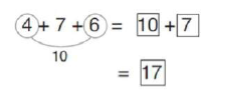 4 + 7 + 6 = 10 + 7
10
= 17